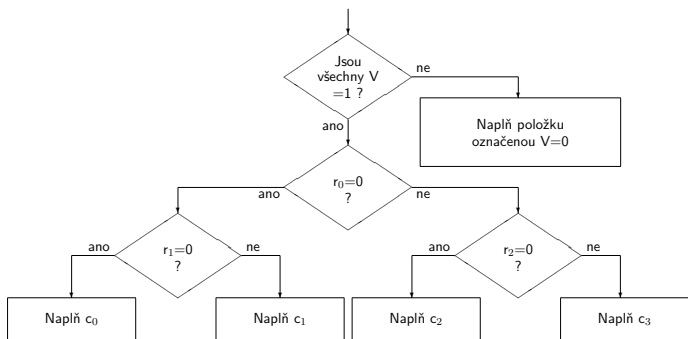 Jsou
všechny V
=1 ?
ne
Naplň položku
označenou V=0
ano
r₀=0
?
ano
ne
r₁=0
?
ano
ne
r₂=0
?
ano
ne
Naplň c₀
Naplň c₁
Naplň c₂
Naplň c₃